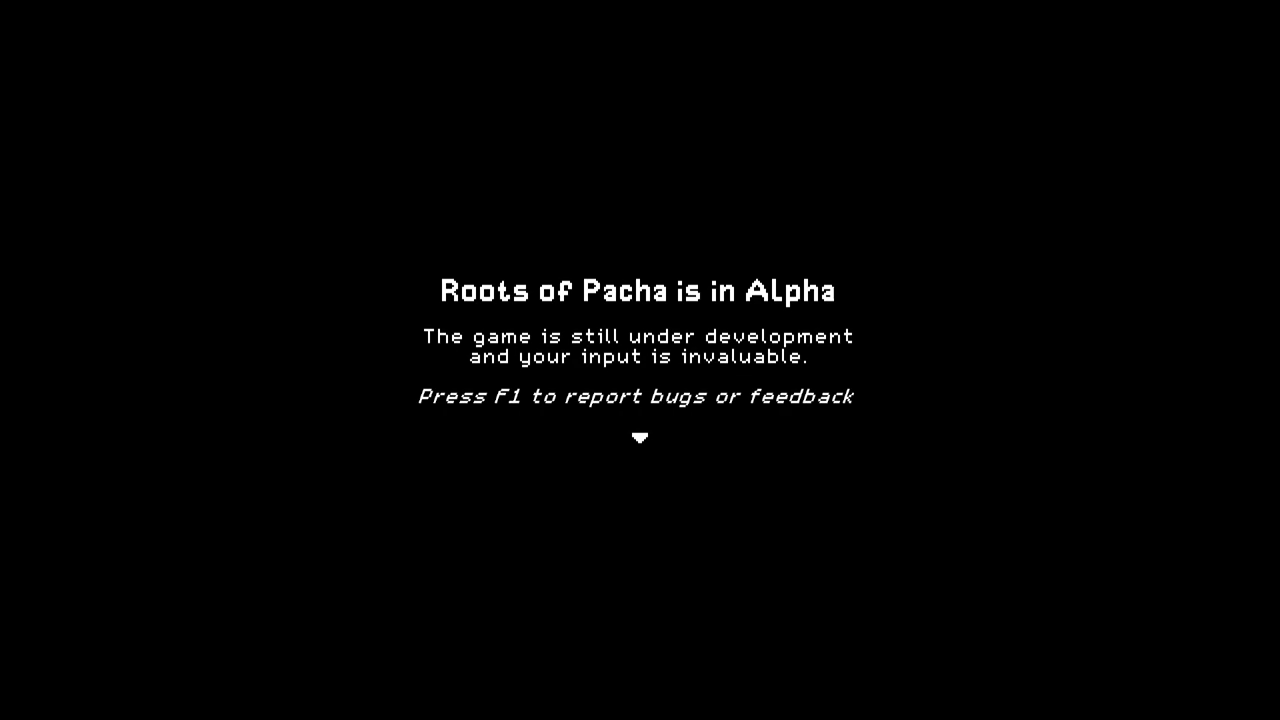 Roots of Pacha is in Alpha
The game is still under development
and your input is invaluable.
Press F1 to report bugs or feedback